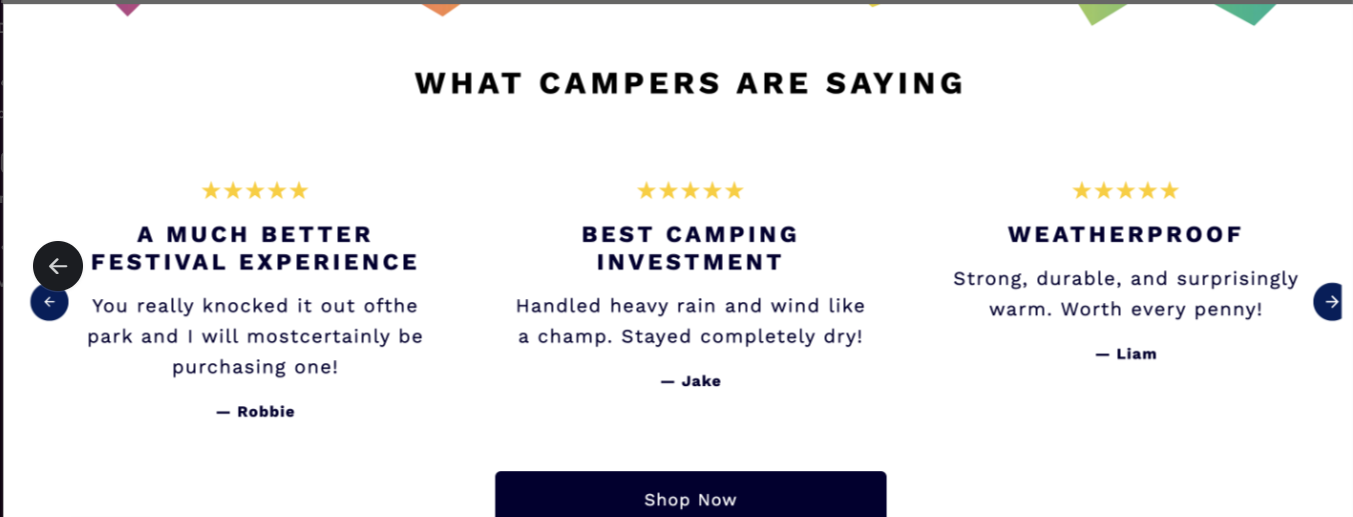 WHAT CAMPERS ARE SAYING
★★★★★
A MUCH BETTER
FESTIVAL EXPERIENCE
You really knocked it out ofthe
park and I will mostcertainly be
purchasing one!
— Robbie
★★★★★
BEST CAMPING
INVESTMENT
Handled heavy rain and wind like
a champ. Stayed completely dry!
— Jake
★★★★★
WEATHERPROOF
Strong, durable, and surprisingly
warm. Worth every penny!
— Liam
Shop Now